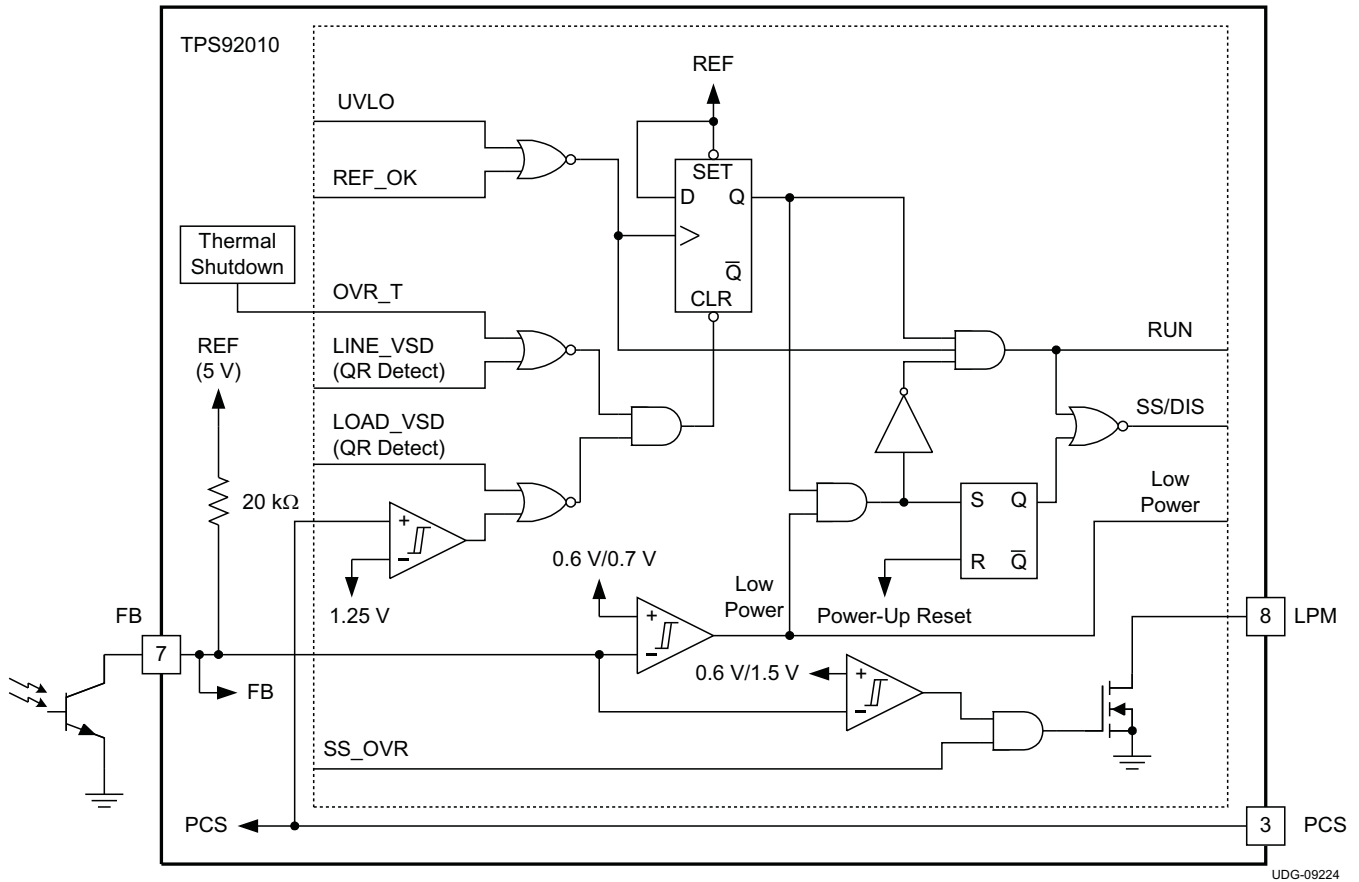 TPS92010
REF
UVLO
SET
REF_OK
D
Q
Thermal
Shutdown
Q
CLR
OVR_T
REF
(5 V)
LINE_VSD
(QR Detect)
RUN
LOAD_VSD
(QR Detect)
SS/DIS
20 kΩ
+
−
S
Q
Low
Power
R
Q
1.25 V
0.6 V/0.7 V
Low
Power
Power-Up Reset
FB
7
+
−
8
LPM
FB
0.6 V/1.5 V
+
−
SS_OVR
PCS
3
PCS
UDG-09224